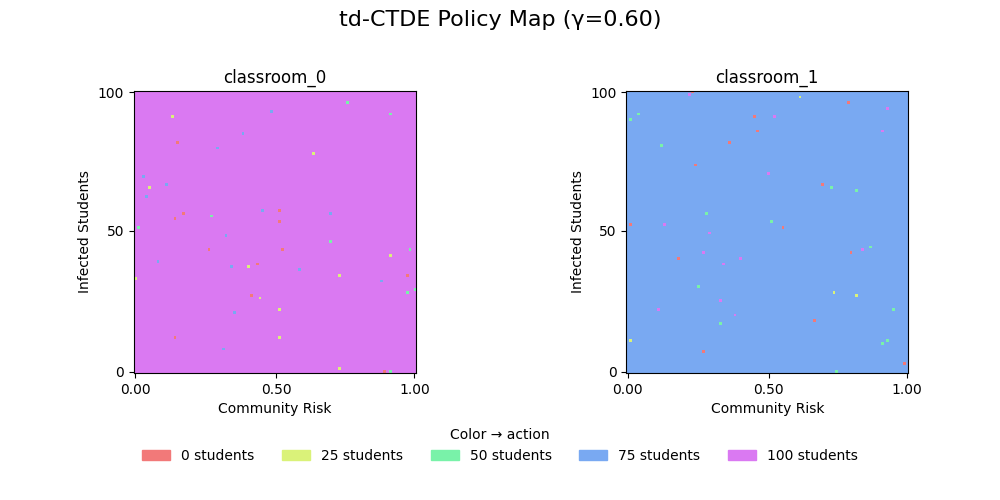 td-CTDE Policy Map (γ=0.60)
classroom_0
classroom_1
100
50
0
0.00
0.50
1.00
Infected Students
Community Risk
100
50
0
0.00
0.50
1.00
Infected Students
Community Risk
Color → action
0 students
25 students
50 students
75 students
100 students